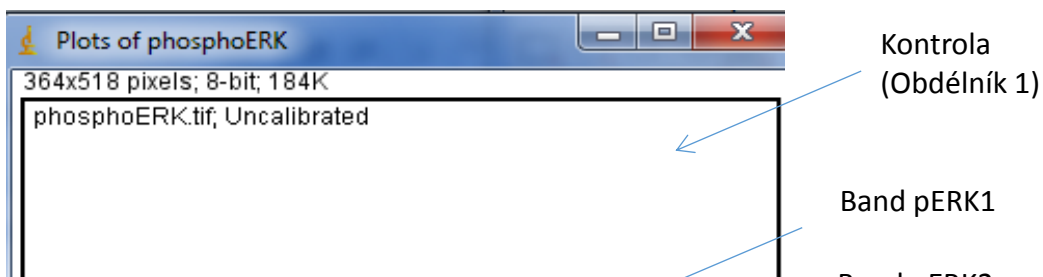 Plots of phosphoERK
364x518 pixels; 8-bit; 184K
phosphoERK.tif; Uncalibrated
Kontrola
(Obdélník 1)
Band pERK1